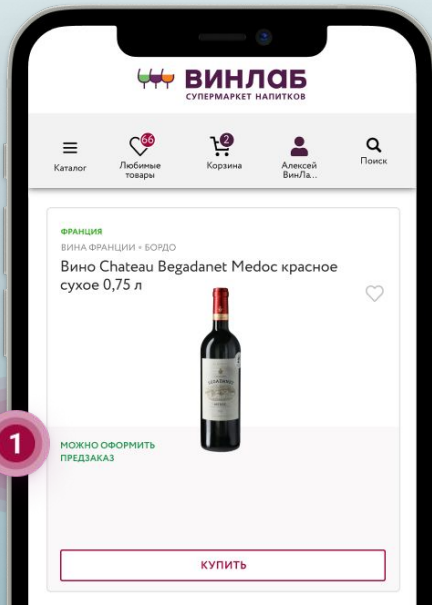 ВИНЛАБ
СУПЕРМАРКЕТ НАПИТКОВ
66
2
Каталог
Любимые
товары
Корзина
Алексей
ВинЛа...
Поиск
ФРАНЦИЯ
ВИНА ФРАНЦИИ • БОРДО
Вино Chateau Begadanet Medoc красное
сухое 0,75 л
1
МОЖНО ОФОРМИТЬ
ПРЕДЗАКАЗ
КУПИТЬ